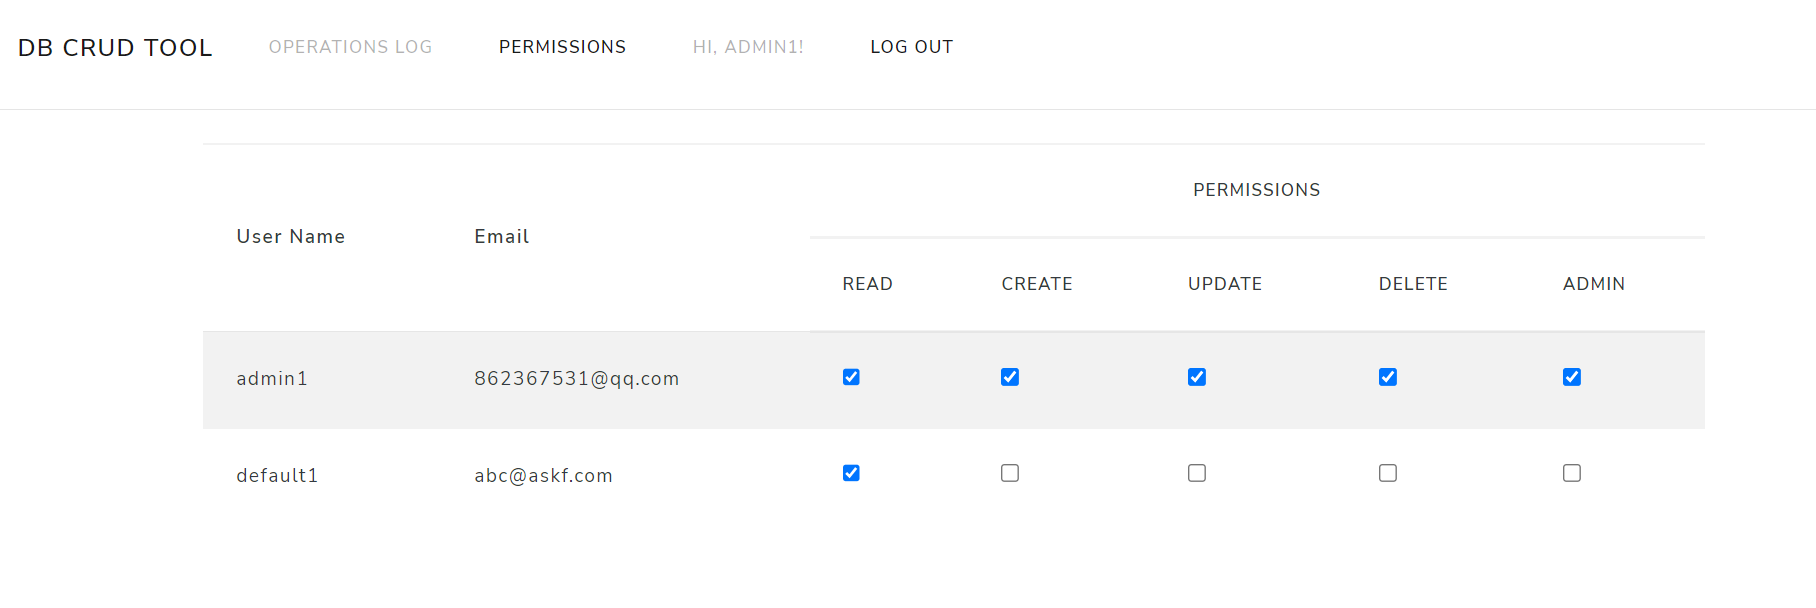 DB CRUD TOOL OPERATIONS LOG PERMISSIONS HI, ADMIN1! LOG OUT
PERMISSIONS
User Name Email
READ CREATE UPDATE DELETE ADMIN
admin1 862367531@qq.com
default1 abc@askf.com